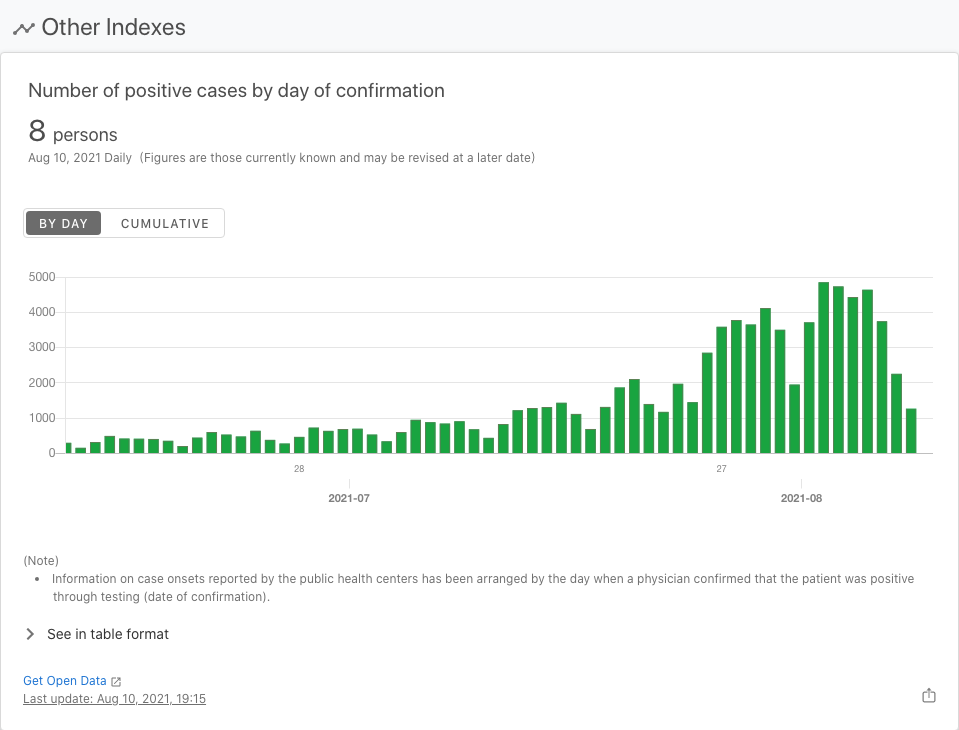 Other Indexes
Number of positive cases by day of confirmation
8 persons
Aug 10, 2021 Daily (Figures are those currently known and may be revised at a later date)
BY DAY CUMULATIVE
5000
4000
3000
2000
1000
0
28 27
2021-07 2021-08
(Note)
• Information on case onsets reported by the public health centers has been arranged by the day when a physician confirmed that the patient was positive
through testing (date of confirmation).
See in table format
Get Open Data
Last update: Aug 10, 2021, 19:15